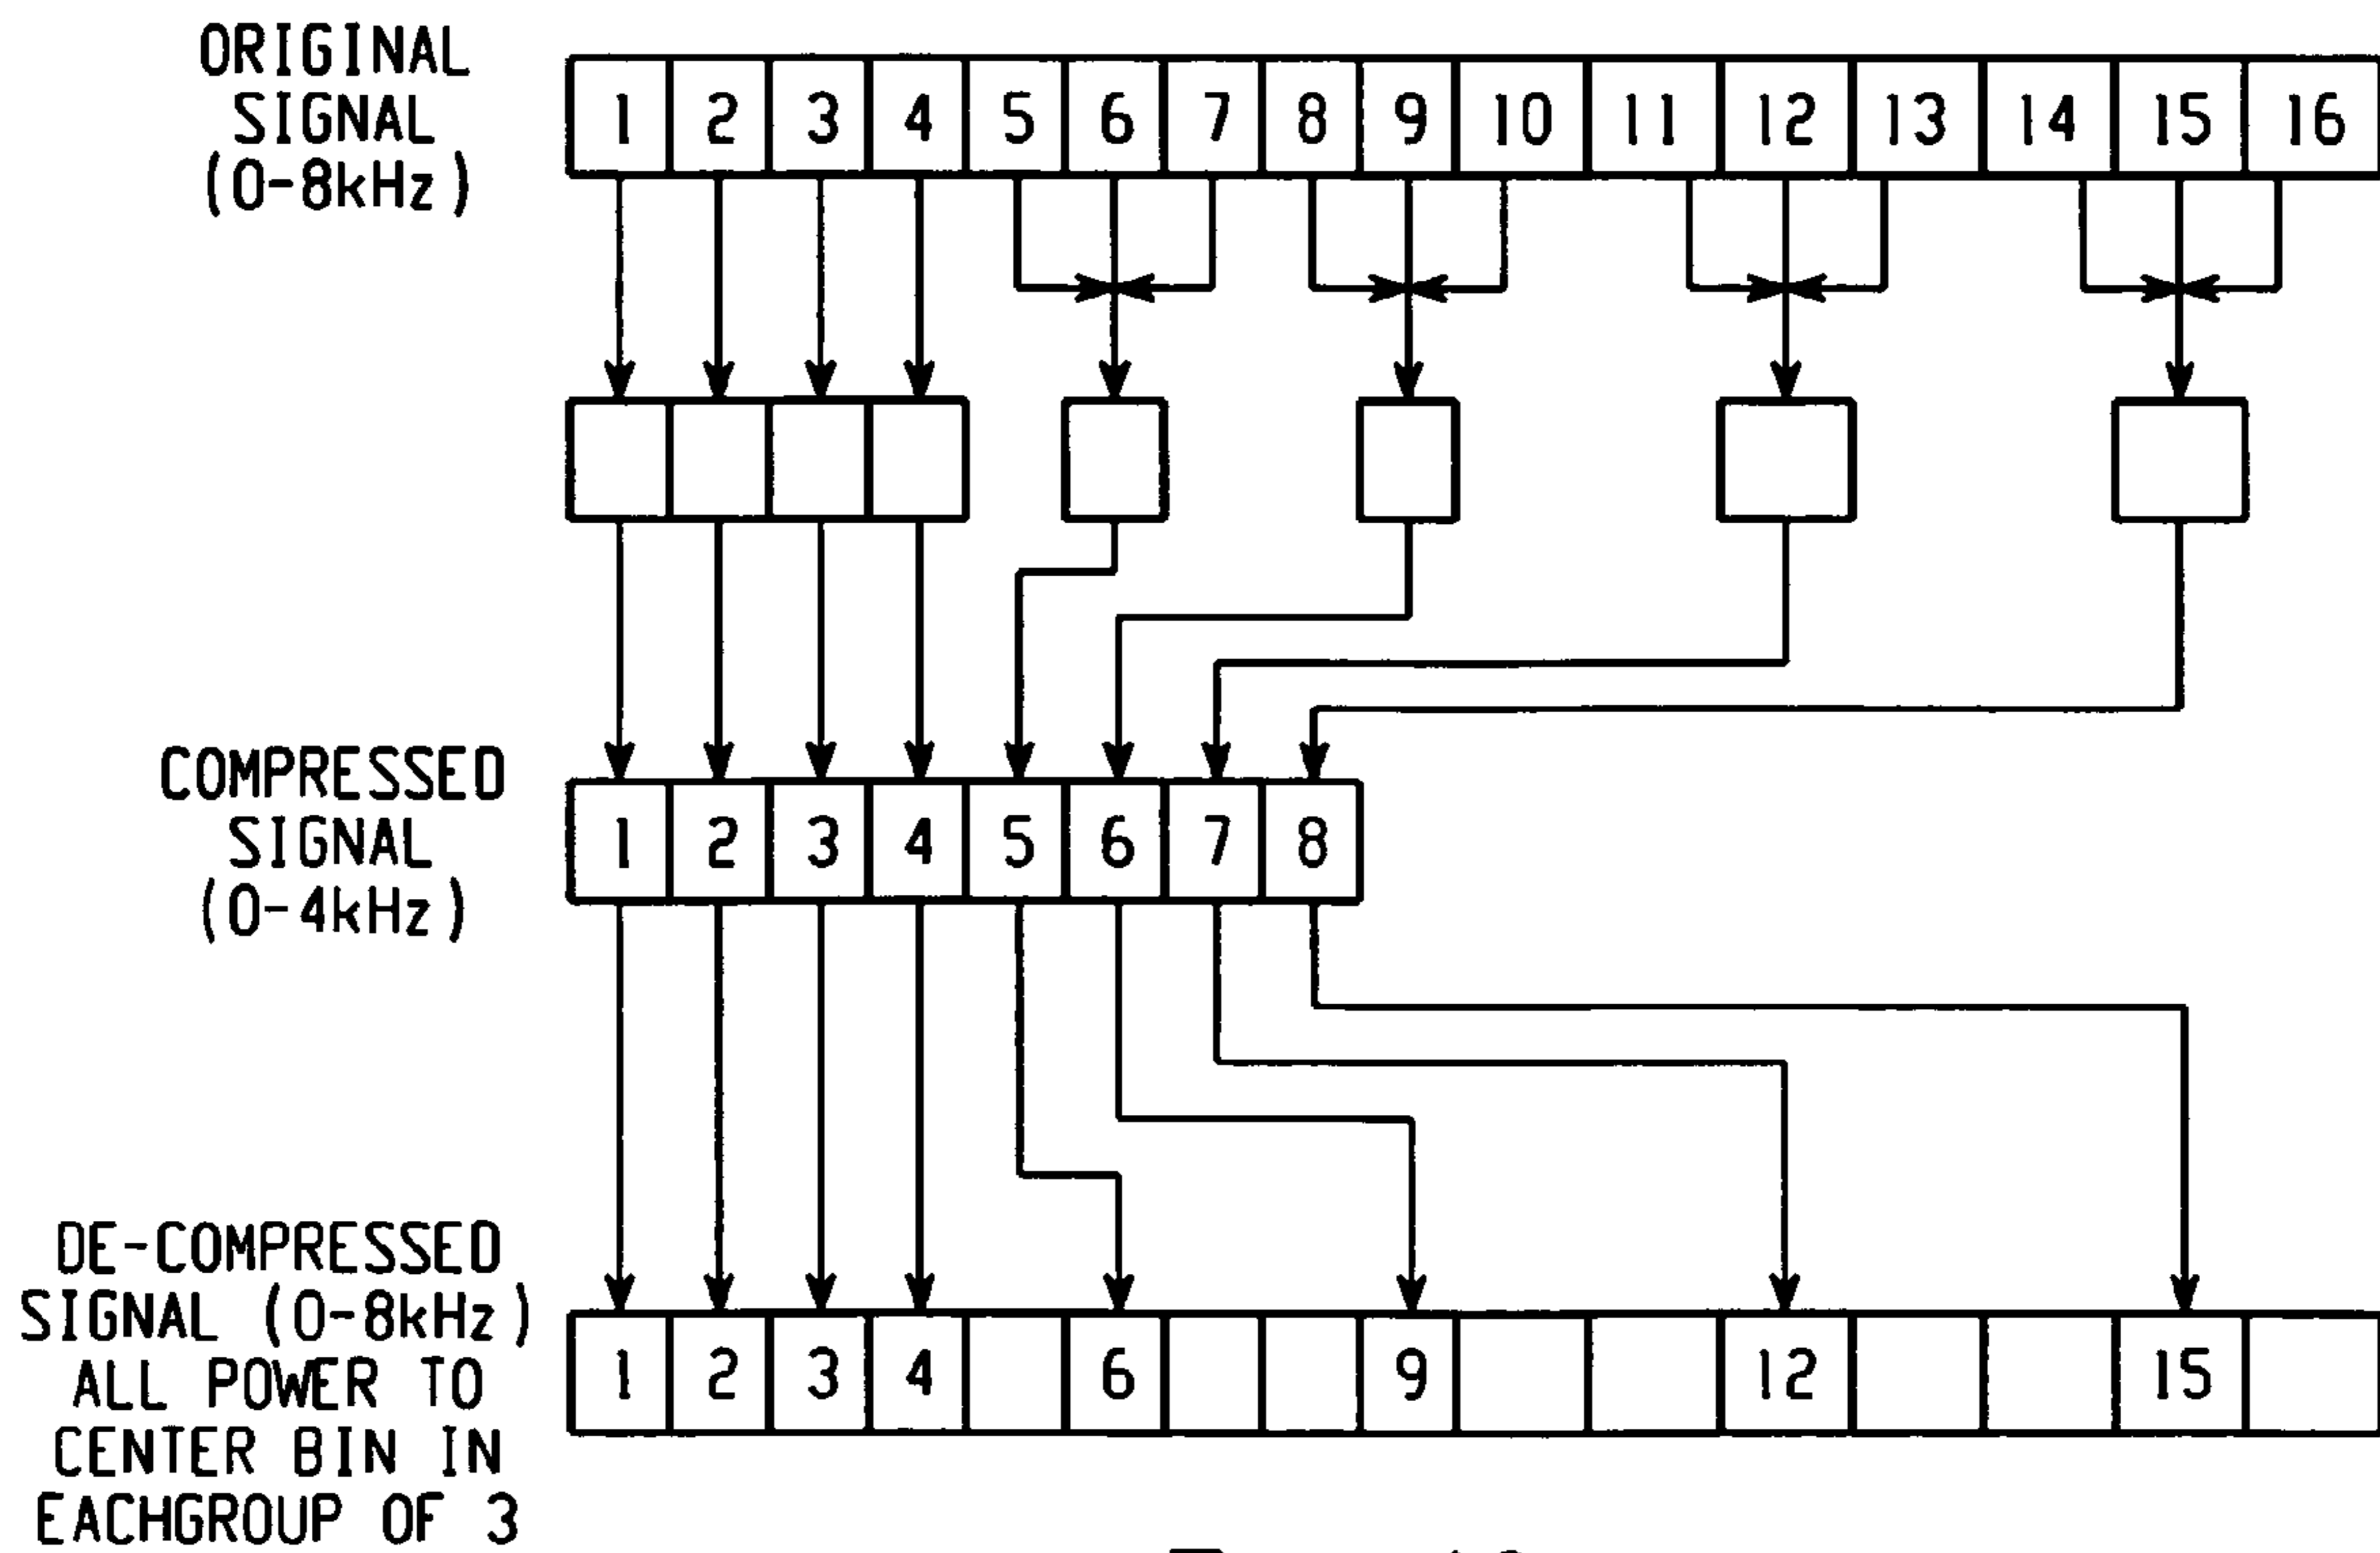 ORIGINAL
SIGNAL
(0-8kHz)
1 2 3 4 5 6 7 8 9 10 11 12 13 14 15 16
COMPRESSED
SIGNAL
(0-4kHz)
1 2 3 4 5 6 7 8
DE-COMPRESSED
SIGNAL (0-8kHz)
ALL POWER TO
CENTER BIN IN
EACHGROUP OF 3
1 2 3 4 6 9 12 15